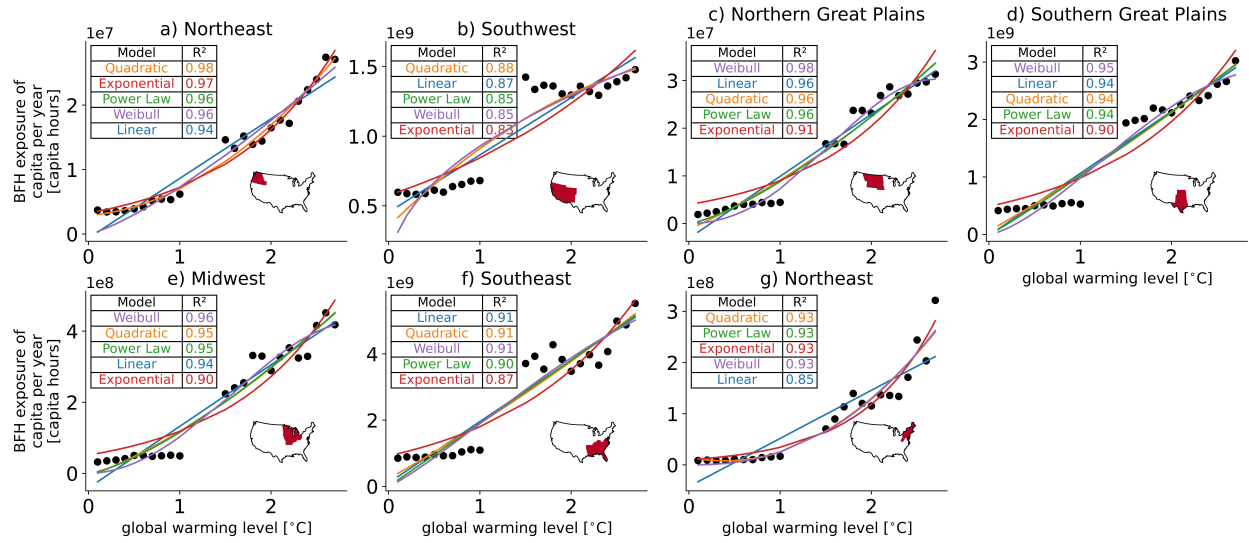 a) Northeast
1e7
Model R²
Quadratic 0.98
Exponential 0.97
Power Law 0.96
Weibull 0.96
Linear 0.94
BFH exposure of
capita per year
[capita hours]
2
1
0
0 1 2
b) Southwest
1e9
Model R²
Quadratic 0.88
Linear 0.87
Power Law 0.85
Weibull 0.85
Exponential 0.83
1.5
1.0
0.5
0 1 2
c) Northern Great Plains
1e7
Model R²
Weibull 0.98
Linear 0.96
Quadratic 0.96
Power Law 0.96
Exponential 0.91
3
2
1
0
0 1 2
d) Southern Great Plains
1e9
Model R²
Weibull 0.95
Linear 0.94
Quadratic 0.94
Power Law 0.94
Exponential 0.90
3
2
1
0
0 1 2
global warming level [°C]
e) Midwest
1e8
Model R²
Weibull 0.96
Quadratic 0.95
Power Law 0.95
Linear 0.94
Exponential 0.90
BFH exposure of
capita per year
[capita hours]
4
2
0
0 1 2
global warming level [°C]
f) Southeast
1e9
Model R²
Linear 0.91
Quadratic 0.91
Weibull 0.91
Power Law 0.90
Exponential 0.87
4
2
0
0 1 2
global warming level [°C]
g) Northeast
1e8
Model R²
Quadratic 0.93
Power Law 0.93
Exponential 0.93
Weibull 0.93
Linear 0.85
3
2
1
0
0 1 2
global warming level [°C]